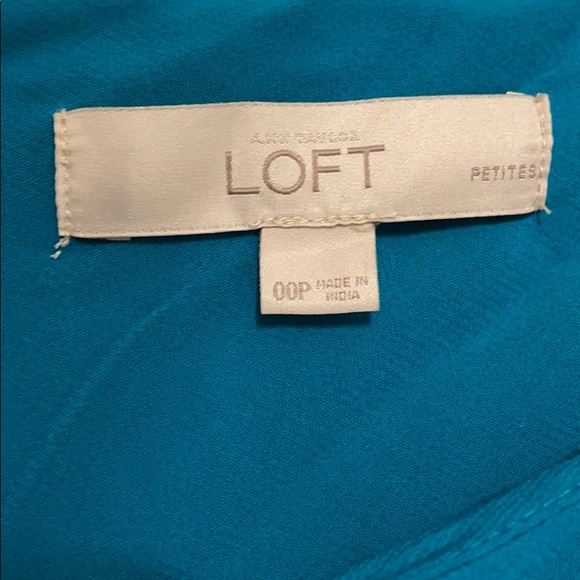 ANN TAYLOR
LOFT
PETITES
00P MADE IN
INDIA